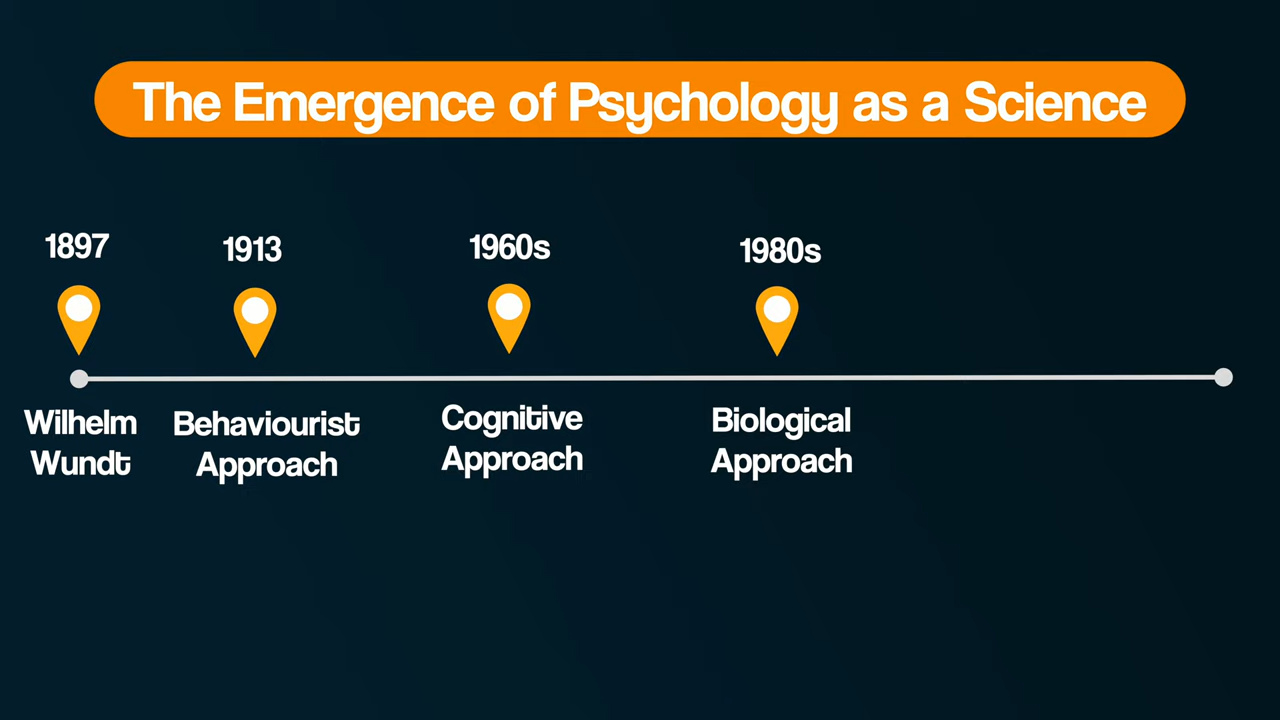 The Emergence of Psychology as a Science
1897
1913
1960s
1980s
Wilhelm
Wundt
Behaviourist
Approach
Cognitive
Approach
Biological
Approach